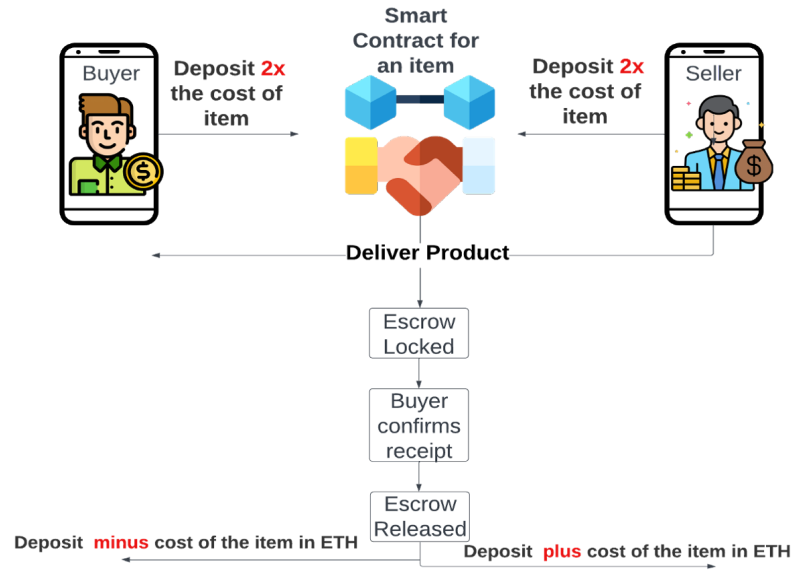 Smart
Contract for
an item
Buyer
Deposit 2x
the cost of
item
Deposit 2x
the cost of
item
Seller
$
$
Deliver Product
Escrow
Locked
Buyer
confirms
receipt
Escrow
Released
Deposit minus cost of the item in ETH
Deposit plus cost of the item in ETH